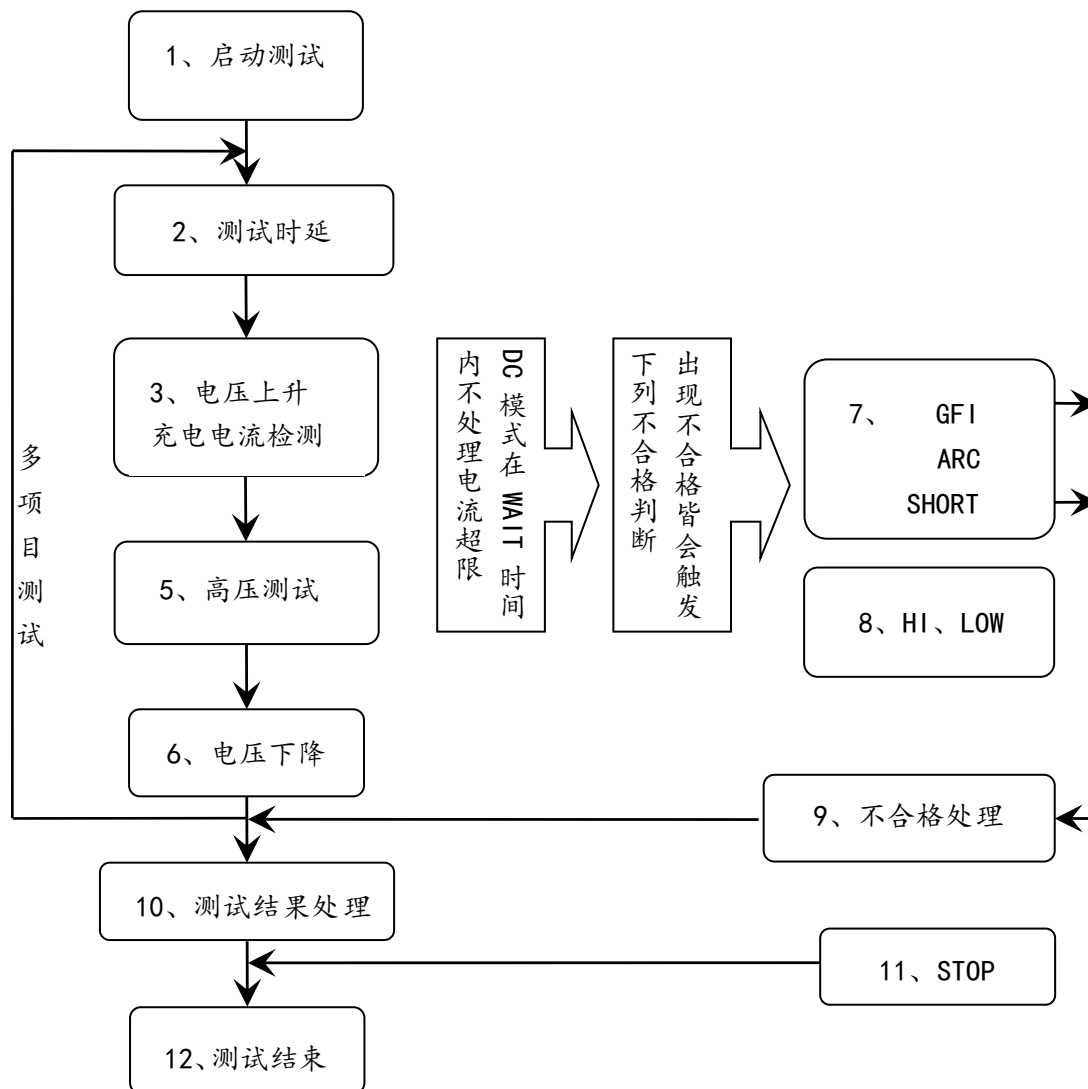 1、启动测试
2、测试时延
3、电压上升
充电电流检测
5、高压测试
6、电压下降
多项目测试
DC 模式在 WAIT 时间
内不处理电流超限
出现不合格皆会触发
下列不合格判断
7、 GFI
ARC
SHORT
8、HI、LOW
9、不合格处理
10、测试结果处理
11、STOP
12、测试结束